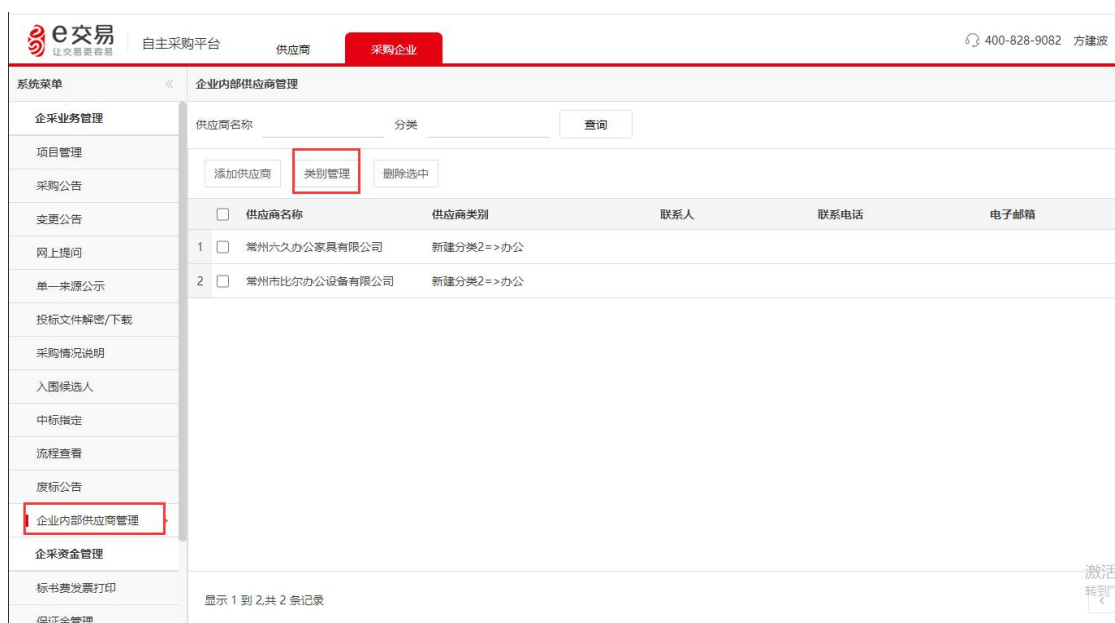 e交易 自主采购平台 供应商 采购企业 400-828-9082 方建波
让交易更容易
系统菜单 企业内部供应商管理
企采业务管理
供应商名称 分类 查询
项目管理
添加供应商 类别管理 删除选中
采购公告
供应商名称 供应商类别 联系人 联系电话 电子邮箱
变更公告
1 常州六久办公家具有限公司 新建分类2=>办公
网上提问
2 常州市比尔办公设备有限公司 新建分类2=>办公
单一来源公示
投标文件解密/下载
采购情况说明
入围候选人
中标指定
流程查看
废标公告
企业内部供应商管理
企采资金管理
标书费发票打印
显示 1 到 2,共 2 条记录
激活
转到"
保证金管理